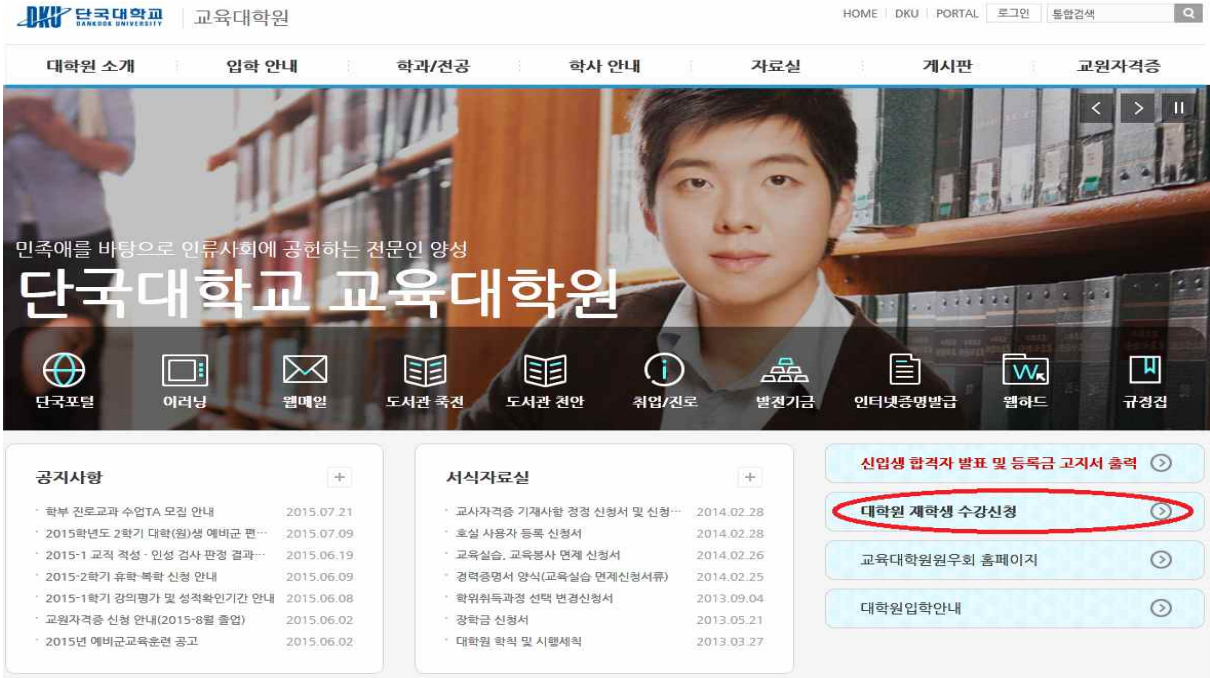 DKU 단국대학교 DANKOOK UNIVERSITY 교육대학원
HOME DKU PORTAL 로그인 통합검색
대학원 소개 입학 안내 학과/전공 학사 안내 자료실 게시판 교원자격증
민족애를 바탕으로 인류사회에 공헌하는 전문인 양성
단국대학교 교육대학원
단국포털 이러닝 웹메일 도서관 죽전 도서관 천안 취업/진로 발전기금 인터넷증명발급 웹하드 규정집
공지사항 +
학부 진로교과 수업TA 모집 안내 2015.07.21
2015학년도 2학기 대학(원)생 예비군 편… 2015.07.09
2015-1 교직 적성·인성 검사 판정 결과… 2015.06.19
2015-2학기 휴학·복학 신청 안내 2015.06.09
2015-1학기 강의평가 및 성적확인기간 안내 2015.06.08
교원자격증 신청 안내(2015-8월 졸업) 2015.06.02
2015년 예비군교육훈련 공고 2015.06.02
서식자료실 +
교사자격증 기재사항 정정 신청서 및 신청… 2014.02.28
호실 사용자 등록 신청서 2014.02.28
교육실습, 교육봉사 면제 신청서 2014.02.26
경력증명서 양식(교육실습 면제신청서류) 2014.02.25
학위취득과정 선택 변경신청서 2013.09.04
장학금 신청서 2013.05.21
대학원 학칙 및 시행세칙 2013.03.27
신입생 합격자 발표 및 등록금 고지서 출력
대학원 재학생 수강신청
교육대학원원우회 홈페이지
대학원입학안내